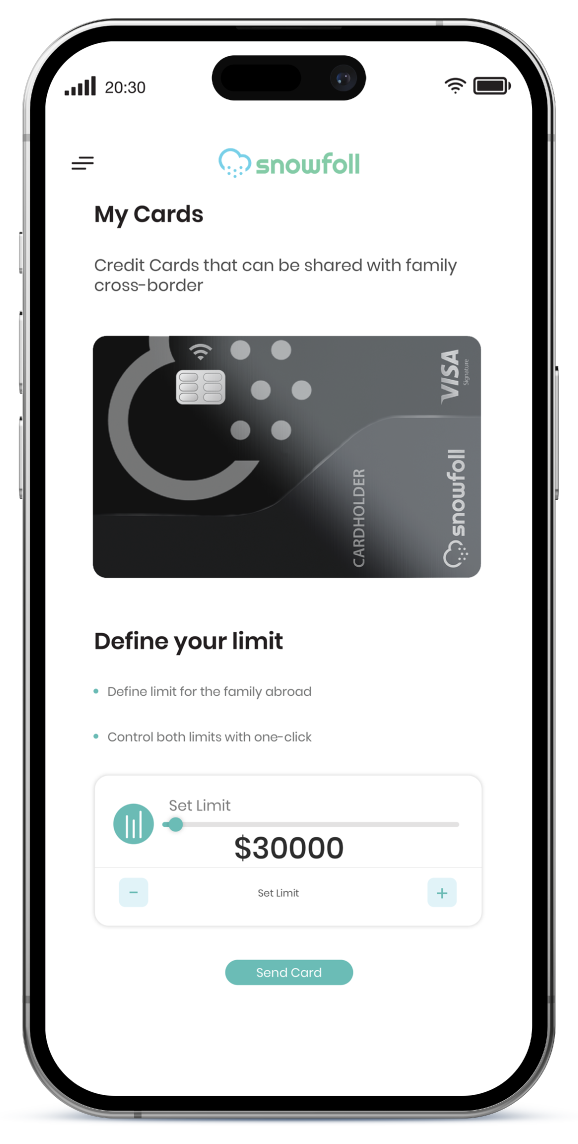 20:30
snowfoll
My Cards
Credit Cards that can be shared with family
cross-border
VISA
Signature
CARDHOLDER
snowfoll
Define your limit
Define limit for the family abroad
Control both limits with one-click
Set Limit
$30000
−
Set Limit
+
Send Card